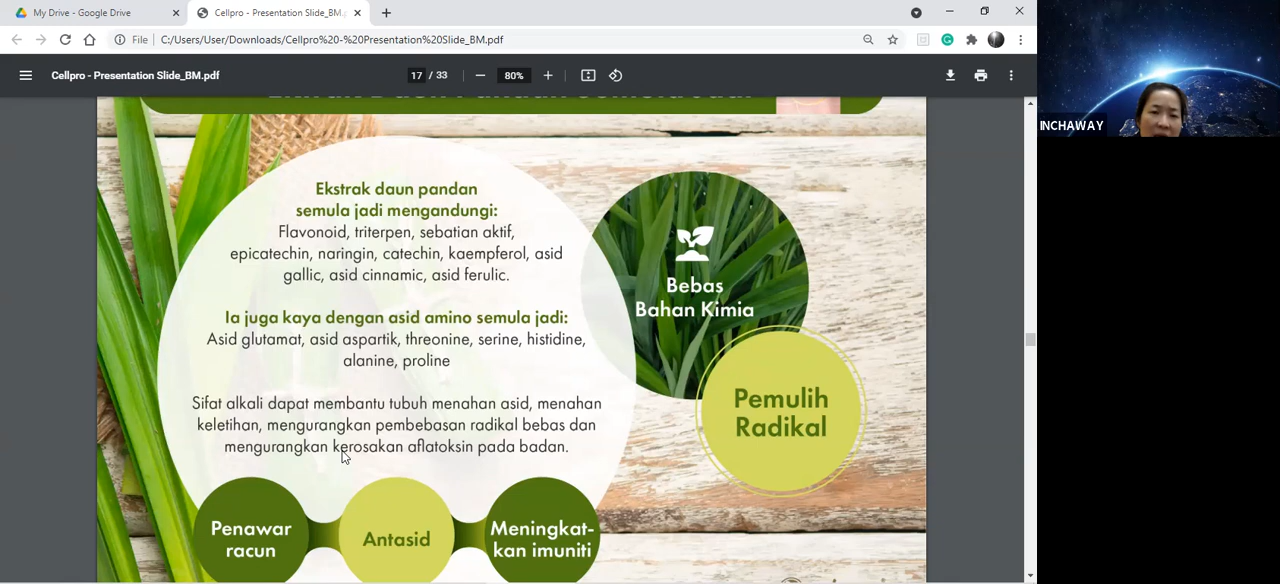 My Drive - Google Drive
Cellpro - Presentation Slide_BM.p
File
C:/Users/User/Downloads/Cellpro%20-%20Presentation%20Slide_BM.pdf
Cellpro - Presentation Slide_BM.pdf
17 / 33
80%
INCHAWAY
Ekstrak daun pandan
semula jadi mengandungi:
Flavonoid, triterpen, sebatian aktif,
epicatechin, naringin, catechin, kaempferol, asid
gallic, asid cinnamic, asid ferulic.
Ia juga kaya dengan asid amino semula jadi:
Asid glutamat, asid aspartik, threonine, serine, histidine,
alanine, proline
Sifat alkali dapat membantu tubuh menahan asid, menahan
keletihan, mengurangkan pembebasan radikal bebas dan
mengurangkan kerosakan aflatoksin pada badan.
Bebas
Bahan Kimia
Pemulih
Radikal
Penawar
racun
Antasid
Meningkat-
kan imuniti